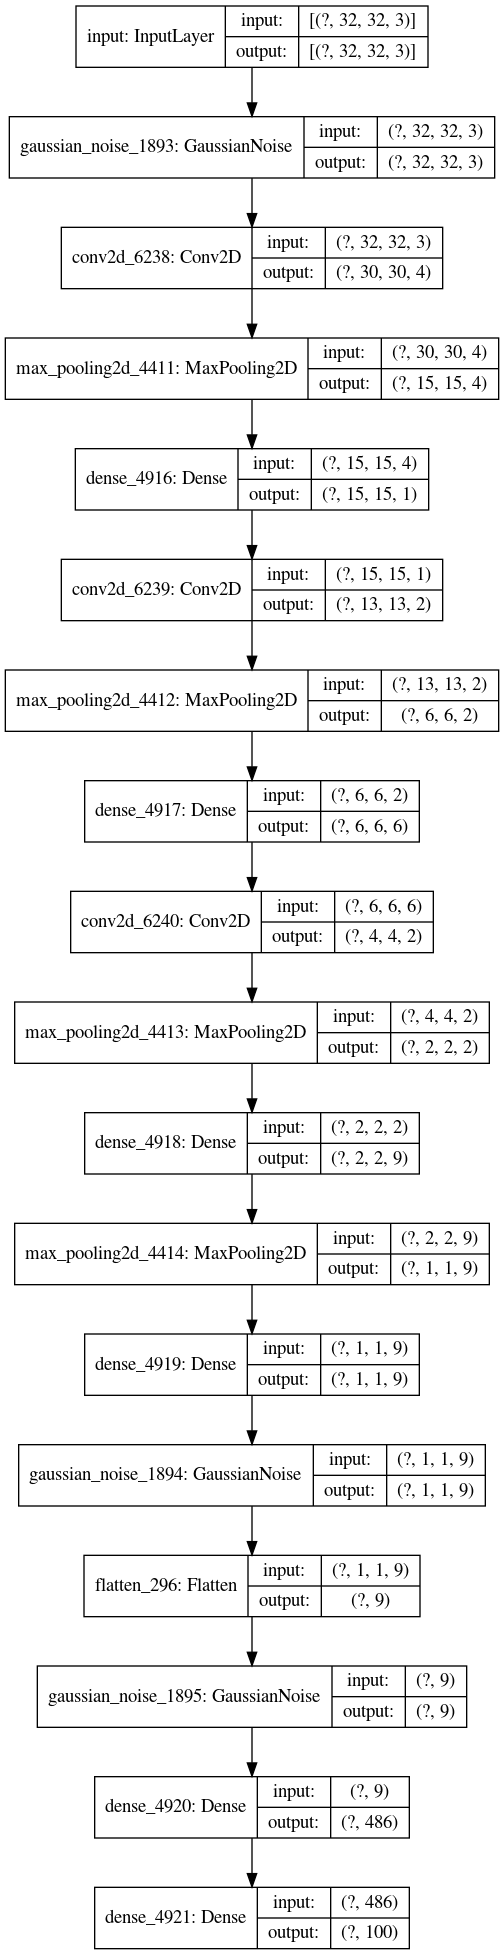 input: InputLayer
input: [(?, 32, 32, 3)]
output: [(?, 32, 32, 3)]
gaussian_noise_1893: GaussianNoise
input: (?, 32, 32, 3)
output: (?, 32, 32, 3)
conv2d_6238: Conv2D
input: (?, 32, 32, 3)
output: (?, 30, 30, 4)
max_pooling2d_4411: MaxPooling2D
input: (?, 30, 30, 4)
output: (?, 15, 15, 4)
dense_4916: Dense
input: (?, 15, 15, 4)
output: (?, 15, 15, 1)
conv2d_6239: Conv2D
input: (?, 15, 15, 1)
output: (?, 13, 13, 2)
max_pooling2d_4412: MaxPooling2D
input: (?, 13, 13, 2)
output: (?, 6, 6, 2)
dense_4917: Dense
input: (?, 6, 6, 2)
output: (?, 6, 6, 6)
conv2d_6240: Conv2D
input: (?, 6, 6, 6)
output: (?, 4, 4, 2)
max_pooling2d_4413: MaxPooling2D
input: (?, 4, 4, 2)
output: (?, 2, 2, 2)
dense_4918: Dense
input: (?, 2, 2, 2)
output: (?, 2, 2, 9)
max_pooling2d_4414: MaxPooling2D
input: (?, 2, 2, 9)
output: (?, 1, 1, 9)
dense_4919: Dense
input: (?, 1, 1, 9)
output: (?, 1, 1, 9)
gaussian_noise_1894: GaussianNoise
input: (?, 1, 1, 9)
output: (?, 1, 1, 9)
flatten_296: Flatten
input: (?, 1, 1, 9)
output: (?, 9)
gaussian_noise_1895: GaussianNoise
input: (?, 9)
output: (?, 9)
dense_4920: Dense
input: (?, 9)
output: (?, 486)
dense_4921: Dense
input: (?, 486)
output: (?, 100)